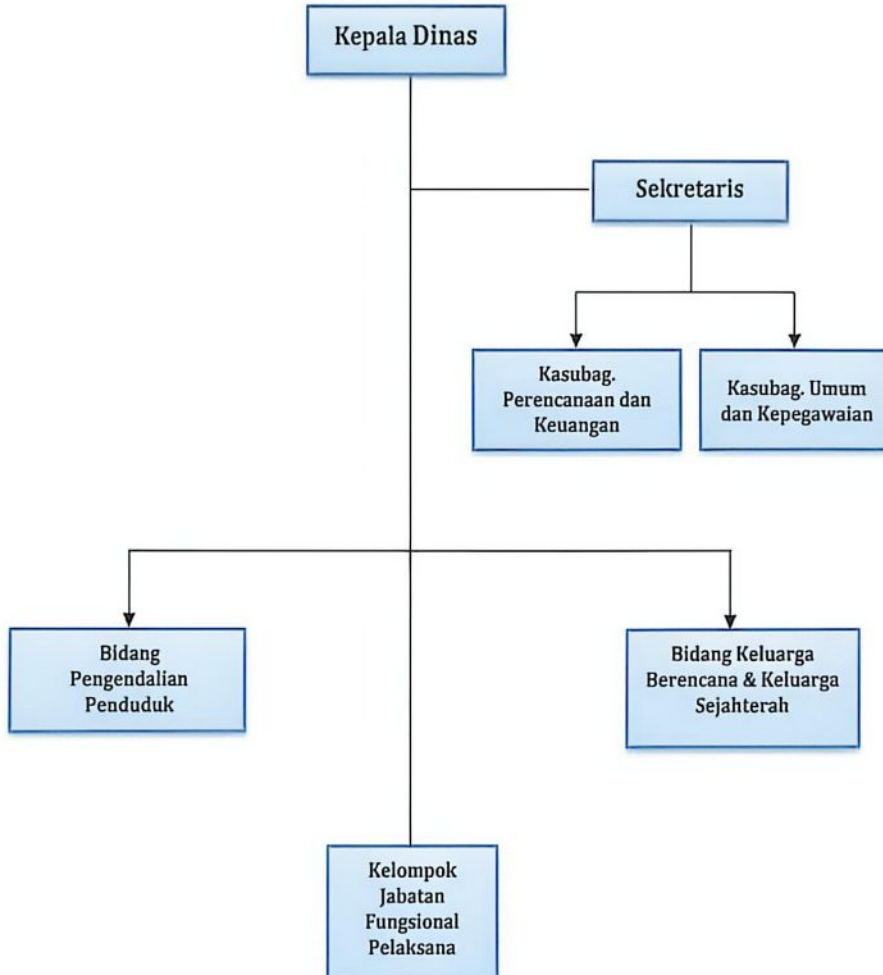 Kepala Dinas
Sekretaris
Kasubag.
Perencanaan dan
Keuangan
Kasubag. Umum
dan Kepegawaian
Bidang
Pengendalian
Penduduk
Bidang Keluarga
Berencana & Keluarga
Sejahterah
Kelompok
Jabatan
Fungsional
Pelaksana